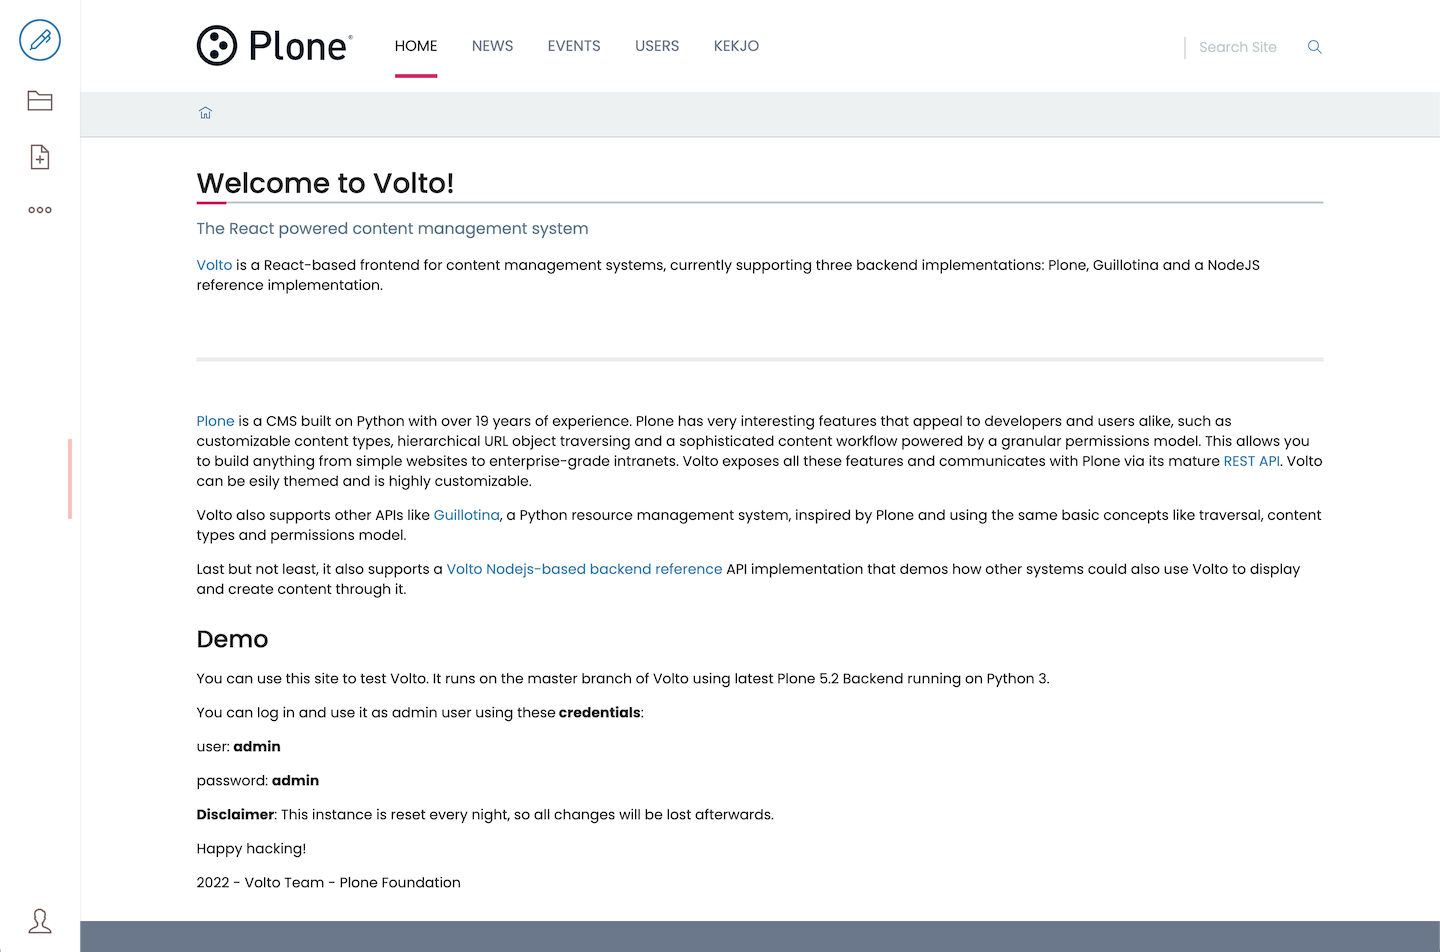 Plone®
HOME NEWS EVENTS USERS KEKJO
Search Site
Welcome to Volto!
The React powered content management system
Volto is a React-based frontend for content management systems, currently supporting three backend implementations: Plone, Guillotina and a NodeJS
reference implementation.
Plone is a CMS built on Python with over 19 years of experience. Plone has very interesting features that appeal to developers and users alike, such as
customizable content types, hierarchical URL object traversing and a sophisticated content workflow powered by a granular permissions model. This allows you
to build anything from simple websites to enterprise-grade intranets. Volto exposes all these features and communicates with Plone via its mature REST API. Volto
can be esily themed and is highly customizable.
Volto also supports other APIs like Guillotina, a Python resource management system, inspired by Plone and using the same basic concepts like traversal, content
types and permissions model.
Last but not least, it also supports a Volto Nodejs-based backend reference API implementation that demos how other systems could also use Volto to display
and create content through it.
Demo
You can use this site to test Volto. It runs on the master branch of Volto using latest Plone 5.2 Backend running on Python 3.
You can log in and use it as admin user using these credentials:
user: admin
password: admin
Disclaimer: This instance is reset every night, so all changes will be lost afterwards.
Happy hacking!
2022 - Volto Team - Plone Foundation